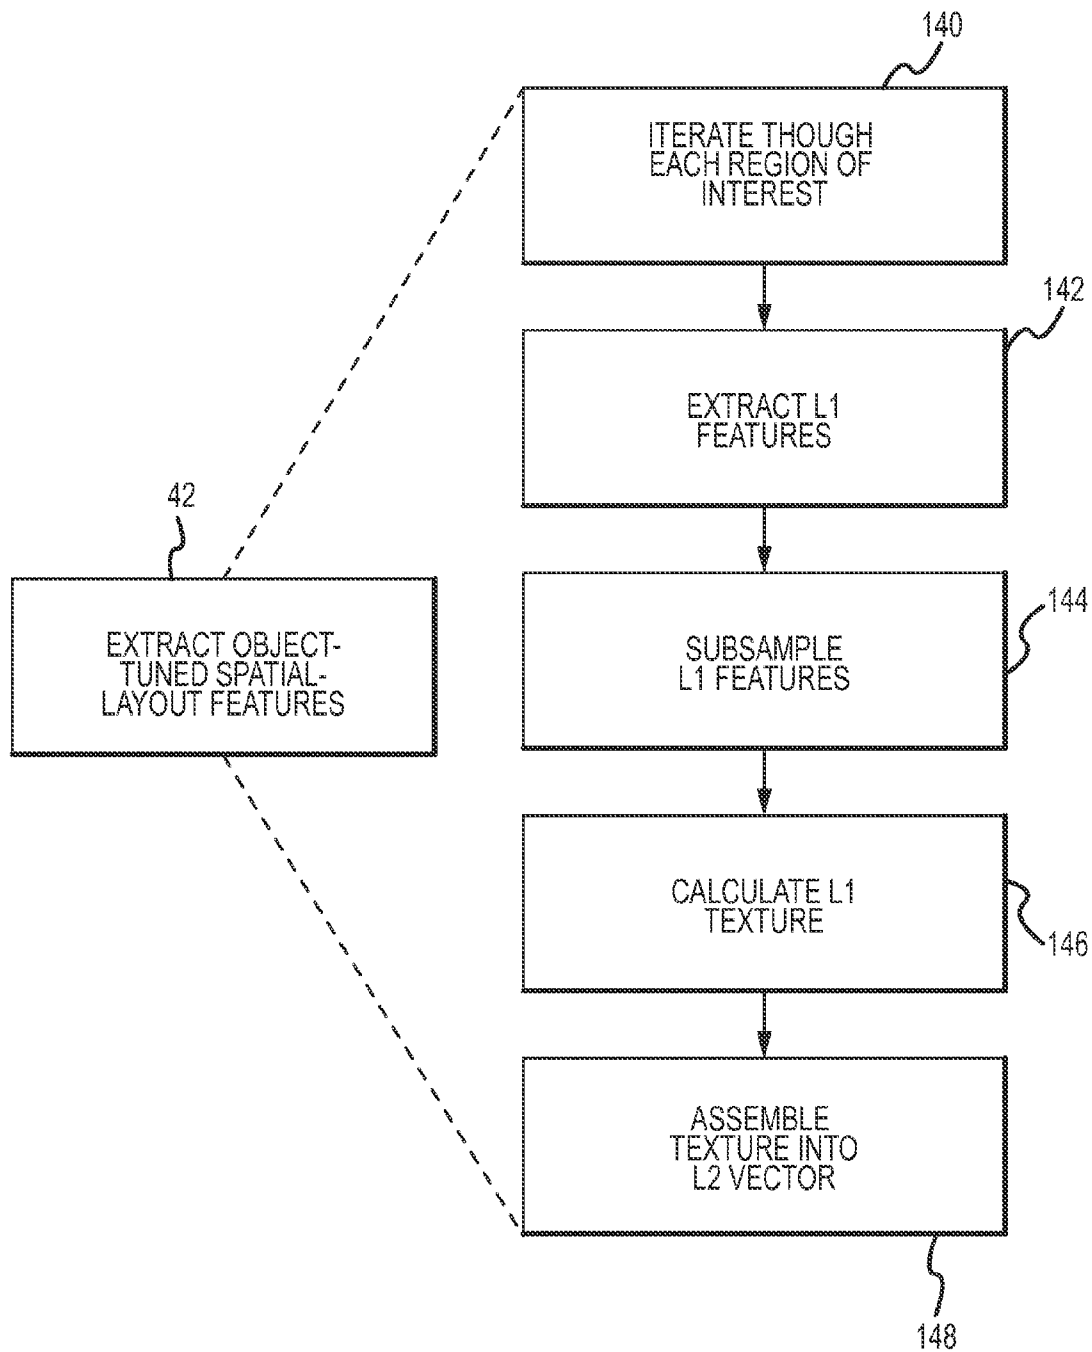 140
ITERATE THOUGH
EACH REGION OF
INTEREST
142
EXTRACT L1
FEATURES
42
EXTRACT OBJECT-
TUNED SPATIAL-
LAYOUT FEATURES
144
SUBSAMPLE
L1 FEATURES
CALCULATE L1
TEXTURE
146
ASSEMBLE
TEXTURE INTO
L2 VECTOR
148